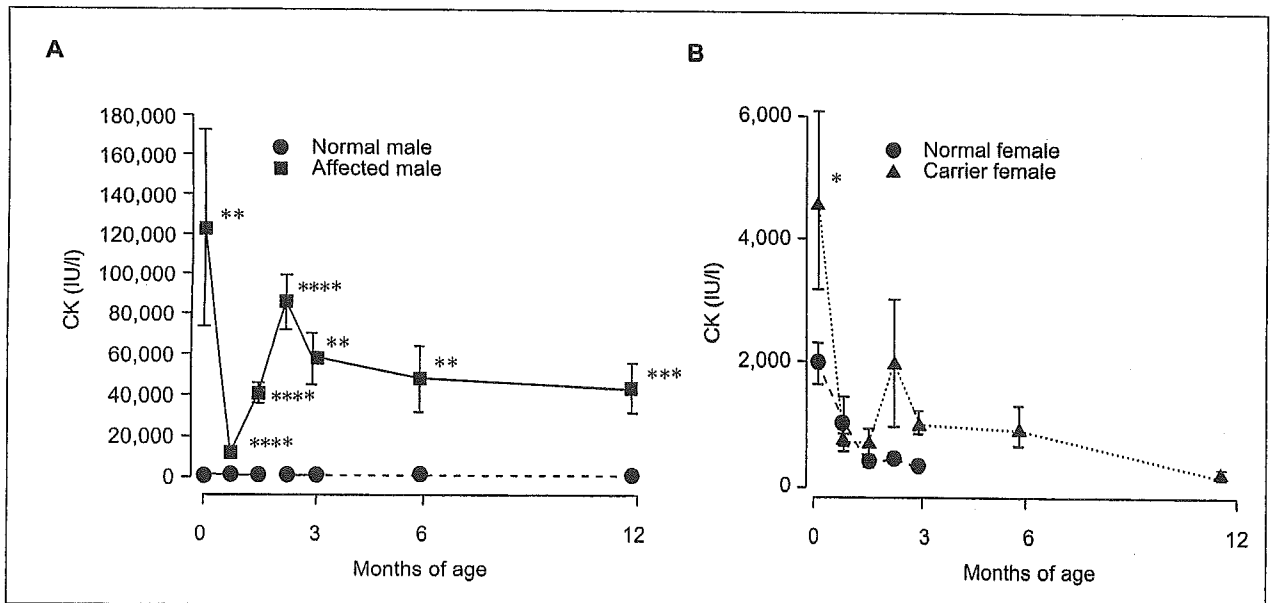 A
180,000
160,000
140,000
120,000
100,000
80,000
60,000
40,000
20,000
0
CK (IU/l)
Normal male
Affected male
**
****
****
****
**
**
***
0 3 6 12
Months of age
B
6,000
4,000
2,000
0
CK (IU/l)
Normal female
Carrier female
*
0 3 6 12
Months of age